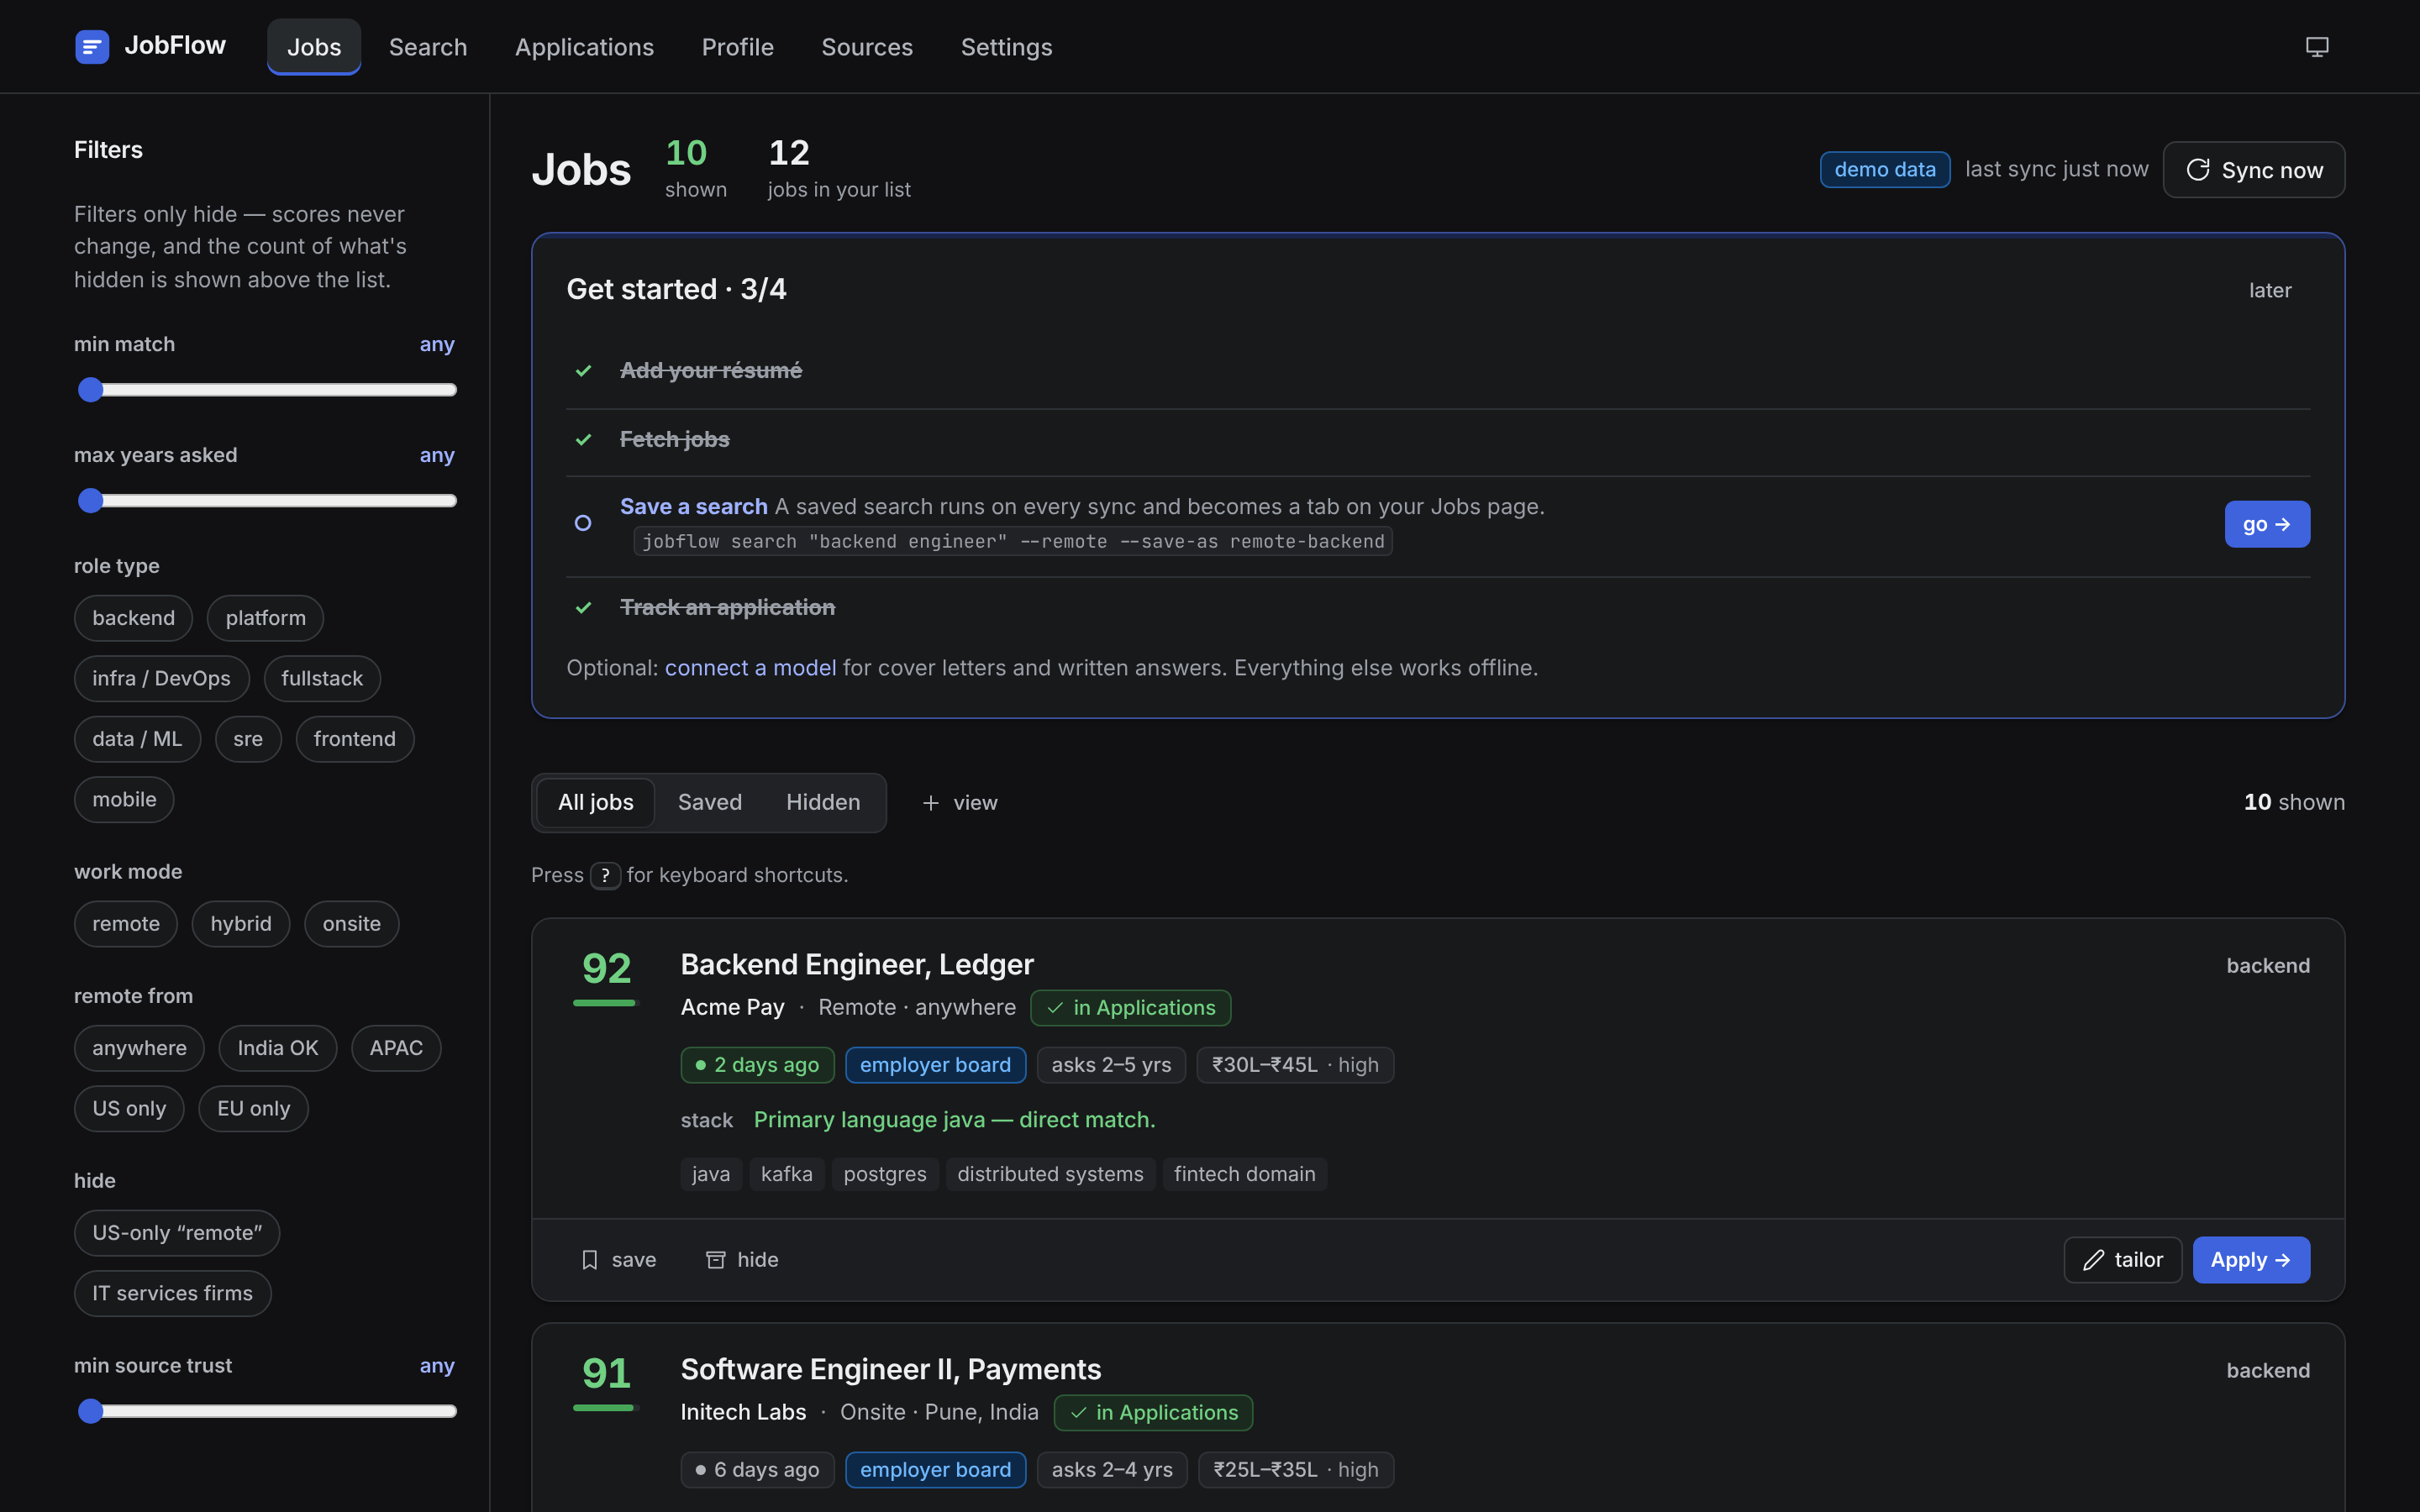 JobFlow
Jobs
Search
Applications
Profile
Sources
Settings
Filters
Filters only hide — scores never
change, and the count of what's
hidden is shown above the list.
min match any
max years asked any
role type
backend platform
infra / DevOps fullstack
data / ML sre frontend
mobile
work mode
remote hybrid onsite
remote from
anywhere India OK APAC
US only EU only
hide
US-only “remote”
IT services firms
min source trust any
Jobs
10
shown
12
jobs in your list
demo data last sync just now Sync now
Get started · 3/4 later
Add your résumé
Fetch jobs
Save a search A saved search runs on every sync and becomes a tab on your Jobs page.
jobflow search "backend engineer" --remote --save-as remote-backend
go →
Track an application
Optional: connect a model for cover letters and written answers. Everything else works offline.
All jobs Saved Hidden + view 10 shown
Press ? for keyboard shortcuts.
92 Backend Engineer, Ledger backend
Acme Pay · Remote · anywhere ✓ in Applications
2 days ago employer board asks 2–5 yrs ₹30L–₹45L · high
stack Primary language java — direct match.
java kafka postgres distributed systems fintech domain
save hide tailor Apply →
91 Software Engineer II, Payments backend
Initech Labs · Onsite · Pune, India ✓ in Applications
6 days ago employer board asks 2–4 yrs ₹25L–₹35L · high